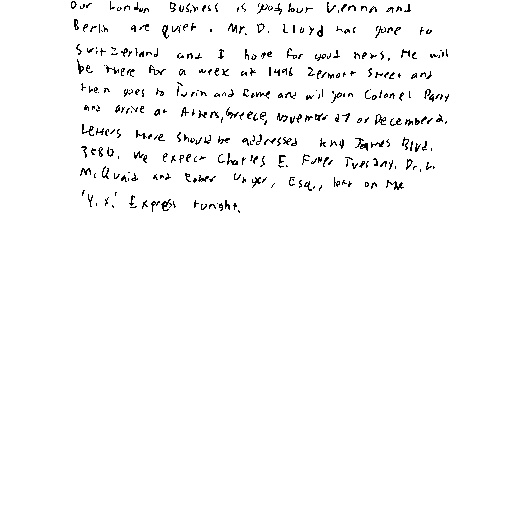 Our London Business is good, but Vienna and
Berlin are quiet. Mr. D. Lloyd has gone to
Switzerland and I hope for good news. He will
be there for a week at 1496 Zermott Street and
then goes to Turin and Rome and will join Colonel Parry
and arrive at Athens, Greece, November 27 or December 2.
Letters there should be addressed King James Blvd.
3580. We expect Charles E. Fuller Tuesday. Dr. L.
McQuaid and Rober Unger, Esq., left on the
'Y.X.' Express tonight.